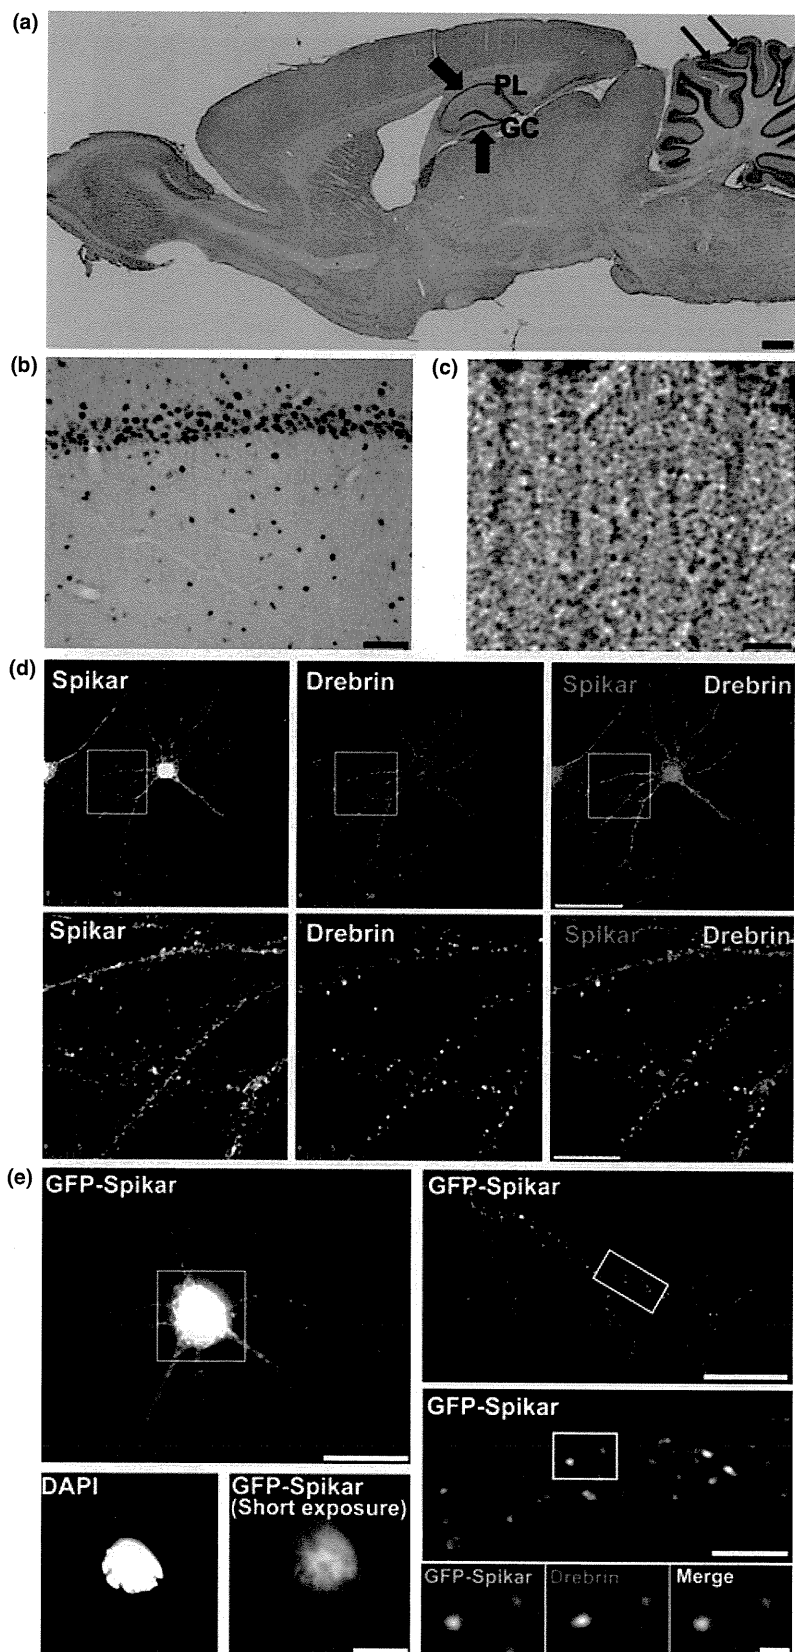 (a)
PL
GC
(b)
(c)
(d)
Spikar
Drebrin
Spikar Drebrin
Spikar
Drebrin
Spikar Drebrin
(e)
GFP-Spikar
GFP-Spikar
GFP-Spikar
DAPI
GFP-Spikar
(Short exposure)
GFP-Spikar
Drebrin
Merge